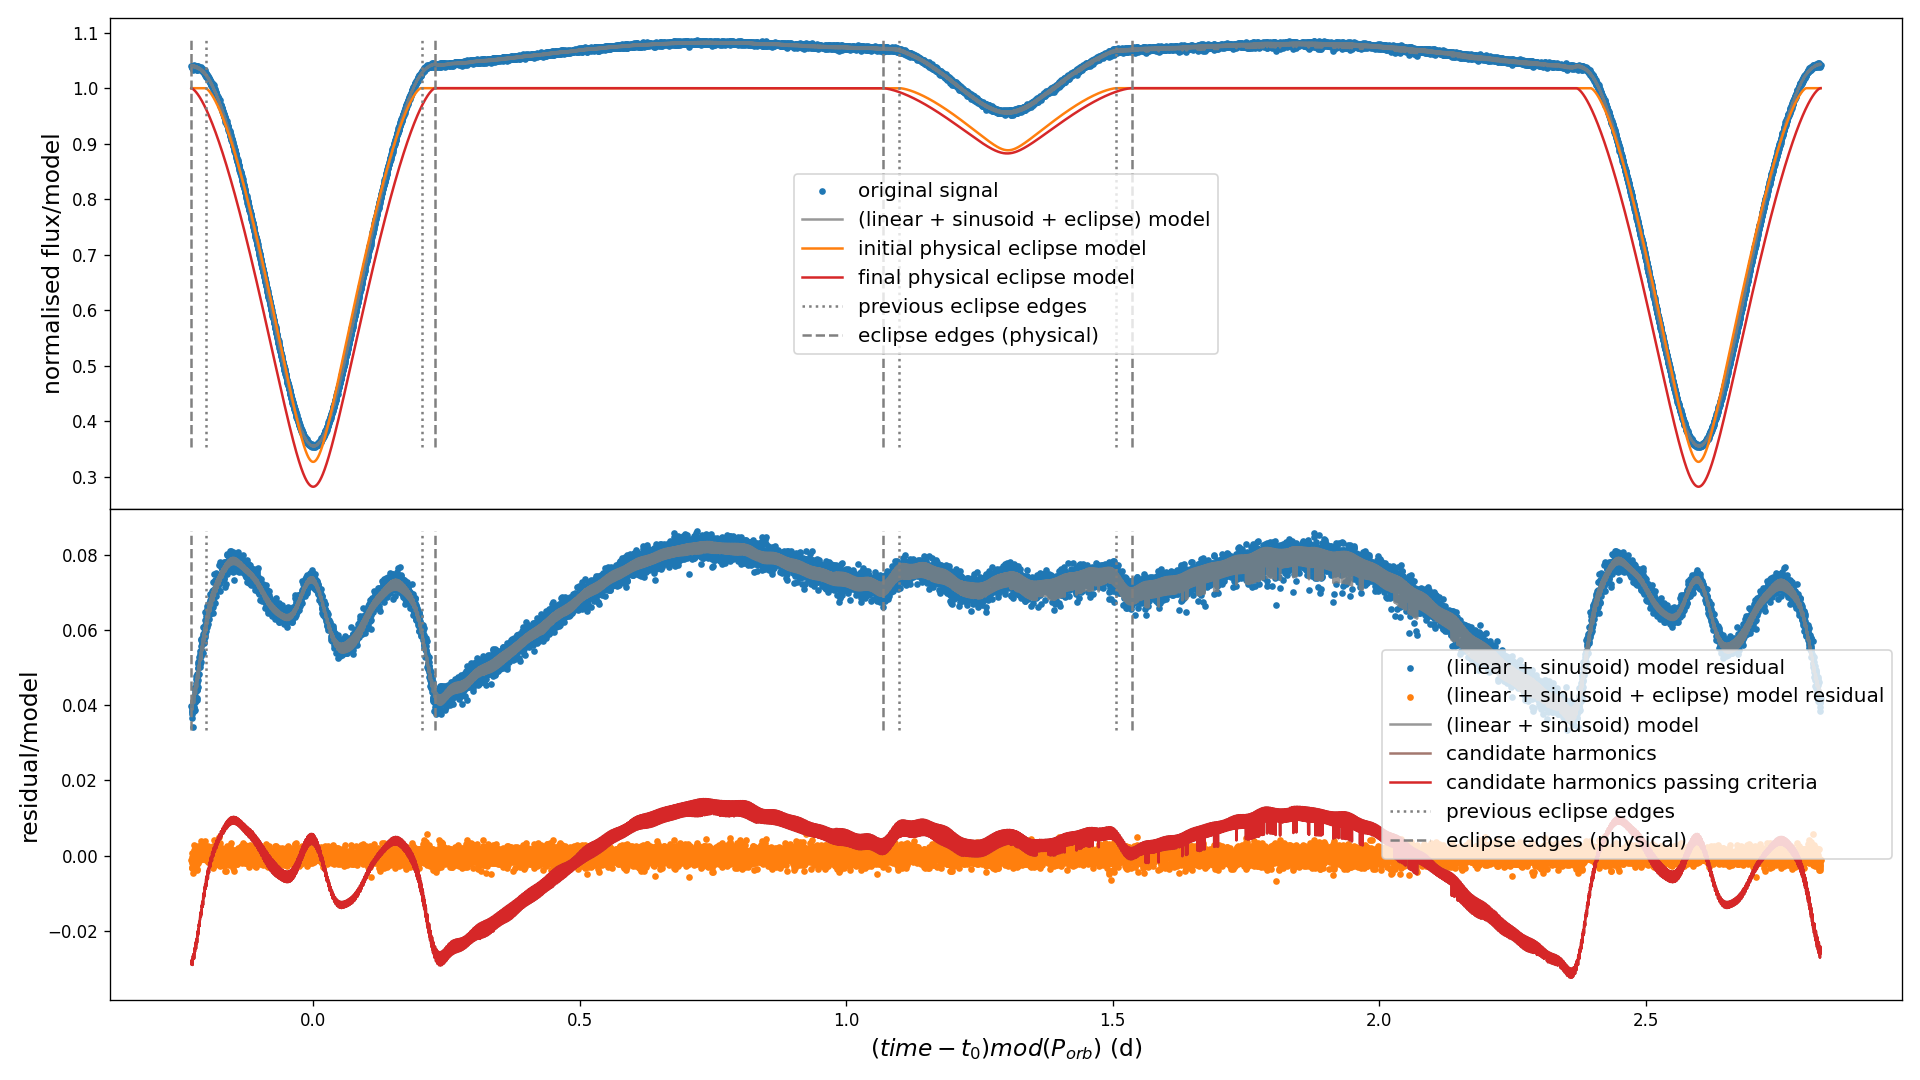 1.1
1.0
0.9
0.8
0.7
0.6
0.5
0.4
0.3
normalised flux/model
original signal
(linear + sinusoid + eclipse) model
initial physical eclipse model
final physical eclipse model
previous eclipse edges
eclipse edges (physical)
0.08
0.06
0.04
0.02
0.00
−0.02
residual/model
(linear + sinusoid) model residual
(linear + sinusoid + eclipse) model residual
(linear + sinusoid) model
candidate harmonics
candidate harmonics passing criteria
previous eclipse edges
eclipse edges (physical)
0.0 0.5 1.0 1.5 2.0 2.5
(time − t₀)mod(P_orb) (d)